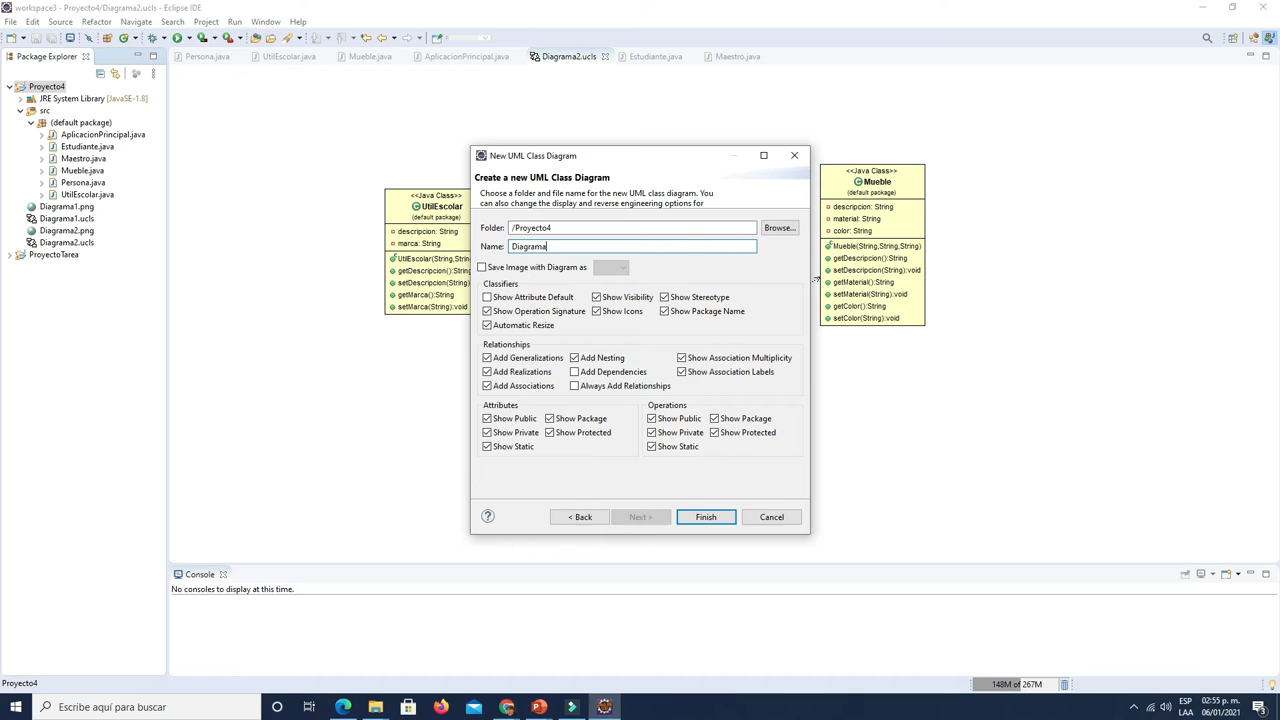 workspace3 - Proyecto4/Diagrama2.ucls - Eclipse IDE
File Edit Source Refactor Navigate Search Project Run Window Help
Package Explorer
Persona.java
UtilEscolar.java
Mueble.java
AplicacionPrincipal.java
Diagrama2.ucls
Estudiante.java
Maestro.java
Proyecto4
JRE System Library [JavaSE-1.8]
src
(default package)
AplicacionPrincipal.java
Estudiante.java
Maestro.java
Mueble.java
Persona.java
UtilEscolar.java
Diagrama1.png
Diagrama1.ucls
Diagrama2.png
Diagrama2.ucls
ProyectoTarea
<<Java Class>>
UtilEscolar
(default package)
descripcion: String
marca: String
UtilEscolar(String,String
getDescripcion():String
setDescripcion(String):
getMarca():String
setMarca(String):void
New UML Class Diagram
Create a new UML Class Diagram
Choose a folder and file name for the new UML class diagram. You
can also change the display and reverse engineering options for
Folder: /Proyecto4 Browse...
Name: Diagrama
Save Image with Diagram as
Classifiers
Show Attribute Default Show Visibility Show Stereotype
Show Operation Signature Show Icons Show Package Name
Automatic Resize
Relationships
Add Generalizations Add Nesting Show Association Multiplicity
Add Realizations Add Dependencies Show Association Labels
Add Associations Always Add Relationships
Attributes
Show Public Show Package
Show Private Show Protected
Show Static
Operations
Show Public Show Package
Show Private Show Protected
Show Static
? < Back Next > Finish Cancel
<<Java Class>>
Mueble
(default package)
descripcion: String
material: String
color: String
Mueble(String,String,String)
getDescripcion():String
setDescripcion(String):void
getMaterial():String
setMaterial(String):void
getColor():String
setColor(String):void
Console
No consoles to display at this time.
Proyecto4
148M of 267M
Escribe aquí para buscar
ESP
LAA
02:55 p. m.
06/01/2021
3